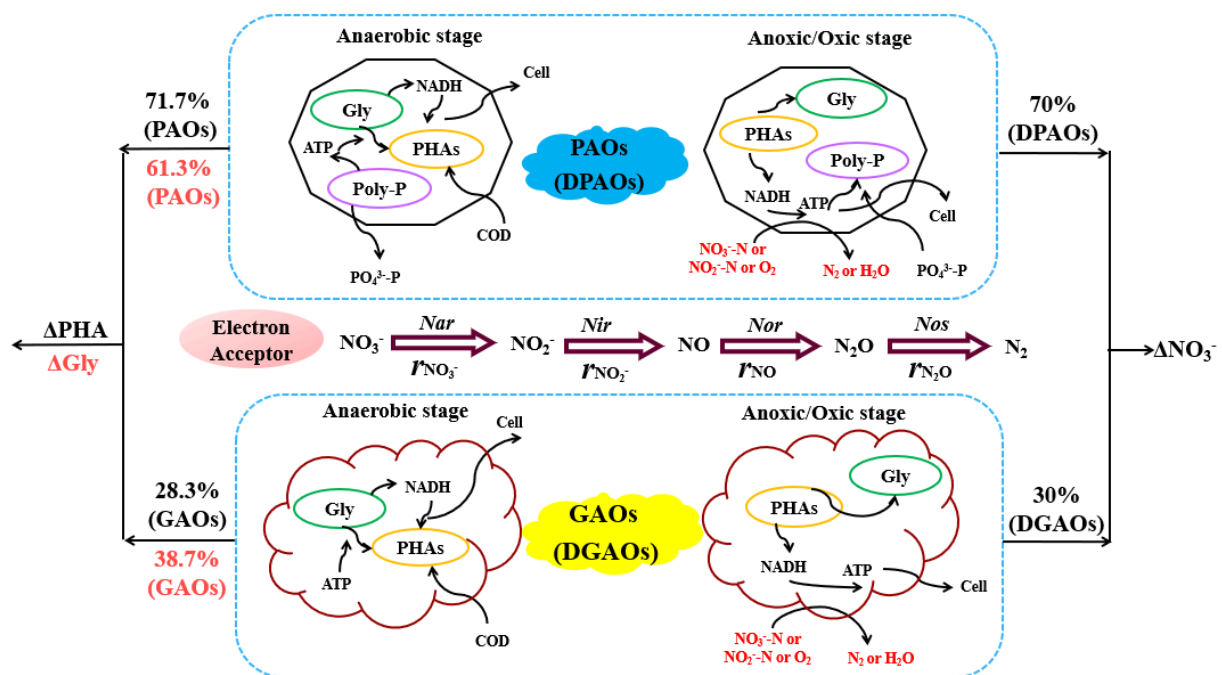 Anaerobic stage
Anoxic/Oxic stage
71.7%
(PAOs)
61.3%
(PAOs)
Gly
NADH
Cell
ATP
PHAs
Poly-P
COD
PO₄³⁻-P
PAOs
(DPAOs)
Gly
PHAs
Poly-P
NADH
ATP
Cell
NO₃⁻-N or
NO₂⁻-N or O₂
N₂ or H₂O
PO₄³⁻-P
70%
(DPAOs)
ΔPHA
ΔGly
Electron
Acceptor
NO₃⁻
Nar
rNO₃⁻
NO₂⁻
Nir
rNO₂⁻
NO
Nor
rNO
N₂O
Nos
rN₂O
N₂
ΔNO₃⁻
Anaerobic stage
Anoxic/Oxic stage
28.3%
(GAOs)
38.7%
(GAOs)
Cell
NADH
Gly
PHAs
ATP
COD
GAOs
(DGAOs)
Gly
PHAs
NADH
ATP
Cell
NO₃⁻-N or
NO₂⁻-N or O₂
N₂ or H₂O
30%
(DGAOs)